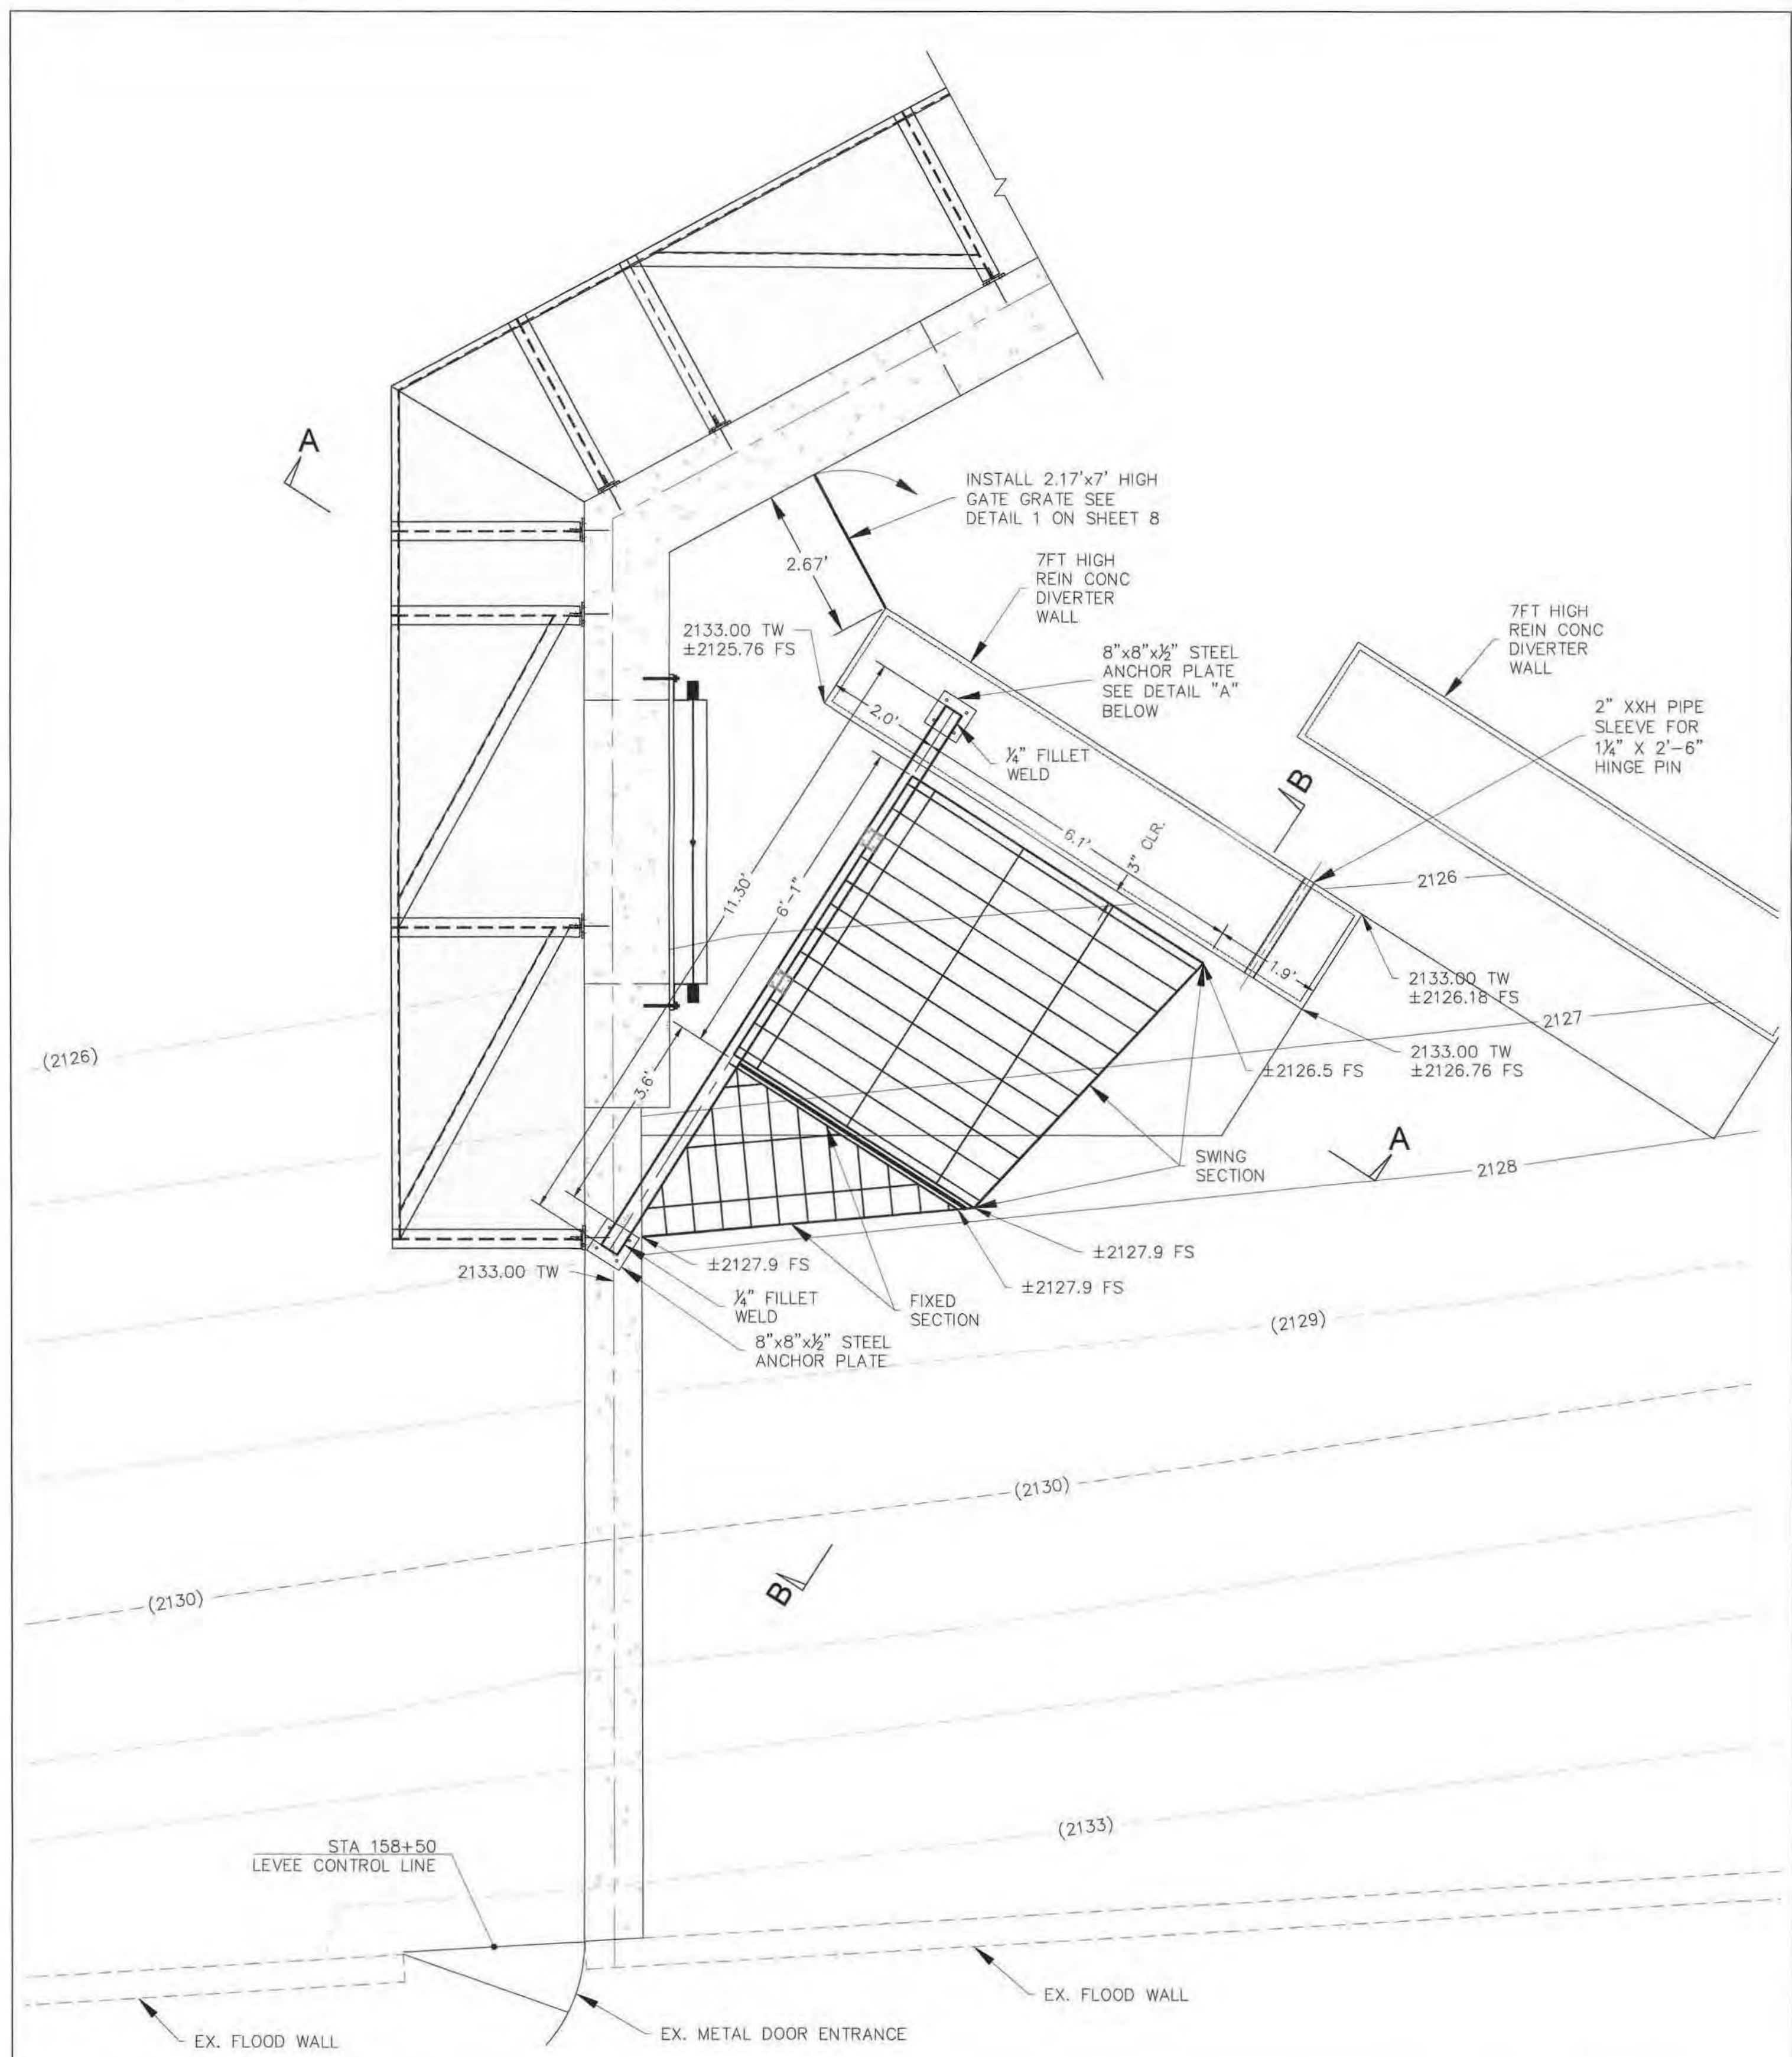 A
INSTALL 2.17'x7' HIGH
GATE GRATE SEE
DETAIL 1 ON SHEET 8
2.67'
7FT HIGH
REIN CONC
DIVERTER
WALL
7FT HIGH
REIN CONC
DIVERTER
WALL
2133.00 TW
±2125.76 FS
8"x8"x½" STEEL
ANCHOR PLATE
SEE DETAIL "A"
BELOW
2" XXH PIPE
SLEEVE FOR
1¼" X 2'-6"
HINGE PIN
2.0'
¼" FILLET
WELD
B
6.1'
3" CLR.
11.30'
6'-1"
2126
1.9'
2133.00 TW
±2126.18 FS
2127
(2126)
2133.00 TW
±2126.76 FS
±2126.5 FS
3.6'
A
SWING
SECTION
2128
±2127.9 FS
±2127.9 FS
2133.00 TW
±2127.9 FS
¼" FILLET
WELD
FIXED
SECTION
8"x8"x½" STEEL
ANCHOR PLATE
(2129)
(2130)
B
(2130)
(2133)
STA 158+50
LEVEE CONTROL LINE
EX. FLOOD WALL
EX. METAL DOOR ENTRANCE
EX. FLOOD WALL